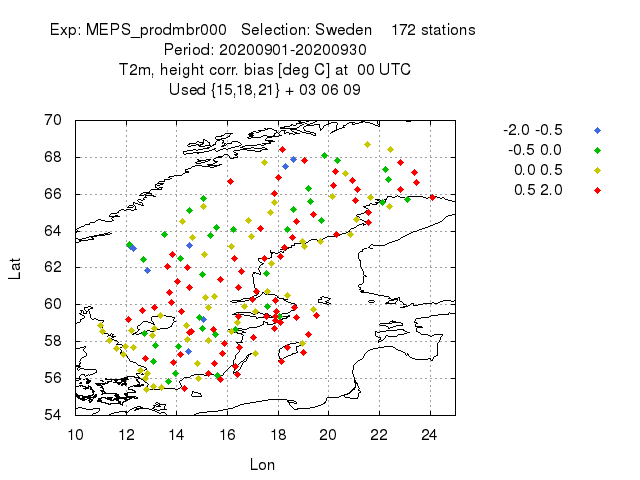 Exp: MEPS_prodmbr000 Selection: Sweden 172 stations
Period: 20200901-20200930
T2m, height corr. bias [deg C] at 00 UTC
Used {15,18,21} + 03 06 09
-2.0 -0.5
-0.5 0.0
0.0 0.5
0.5 2.0
70
68
66
64
62
60
58
56
54
Lat
10 12 14 16 18 20 22 24
Lon